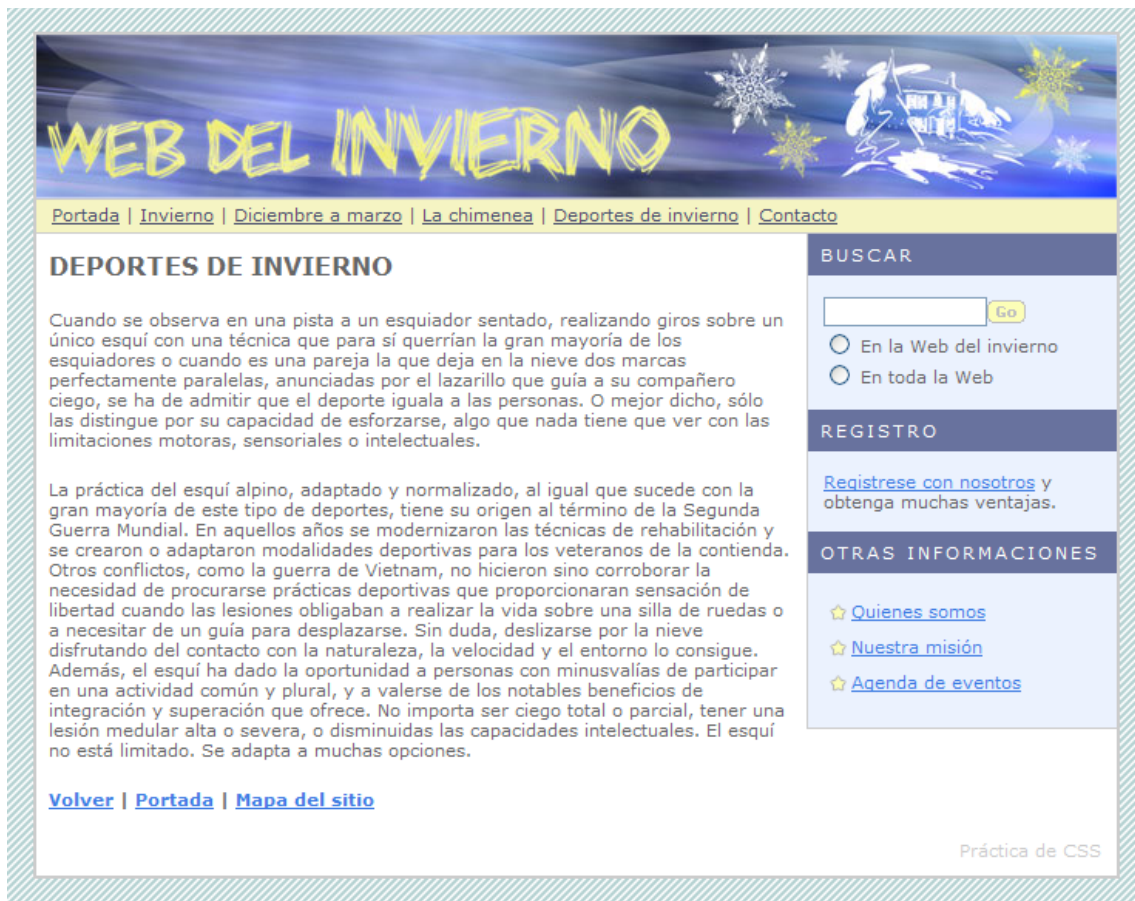 WEB DEL INVIERNO
Portada | Invierno | Diciembre a marzo | La chimenea | Deportes de invierno | Contacto
DEPORTES DE INVIERNO
Cuando se observa en una pista a un esquiador sentado, realizando giros sobre un
único esquí con una técnica que para sí querrían la gran mayoría de los
esquiadores o cuando es una pareja la que deja en la nieve dos marcas
perfectamente paralelas, anunciadas por el lazarillo que guía a su compañero
ciego, se ha de admitir que el deporte iguala a las personas. O mejor dicho, sólo
las distingue por su capacidad de esforzarse, algo que nada tiene que ver con las
limitaciones motoras, sensoriales o intelectuales.
La práctica del esquí alpino, adaptado y normalizado, al igual que sucede con la
gran mayoría de este tipo de deportes, tiene su origen al término de la Segunda
Guerra Mundial. En aquellos años se modernizaron las técnicas de rehabilitación y
se crearon o adaptaron modalidades deportivas para los veteranos de la contienda.
Otros conflictos, como la guerra de Vietnam, no hicieron sino corroborar la
necesidad de procurarse prácticas deportivas que proporcionaran sensación de
libertad cuando las lesiones obligaban a realizar la vida sobre una silla de ruedas o
a necesitar de un guía para desplazarse. Sin duda, deslizarse por la nieve
disfrutando del contacto con la naturaleza, la velocidad y el entorno lo consigue.
Además, el esquí ha dado la oportunidad a personas con minusvalías de participar
en una actividad común y plural, y a valerse de los notables beneficios de
integración y superación que ofrece. No importa ser ciego total o parcial, tener una
lesión medular alta o severa, o disminuidas las capacidades intelectuales. El esquí
no está limitado. Se adapta a muchas opciones.
Volver | Portada | Mapa del sitio
BUSCAR
Go
En la Web del invierno
En toda la Web
REGISTRO
Registrese con nosotros y
obtenga muchas ventajas.
OTRAS INFORMACIONES
Quienes somos
Nuestra misión
Agenda de eventos
Práctica de CSS